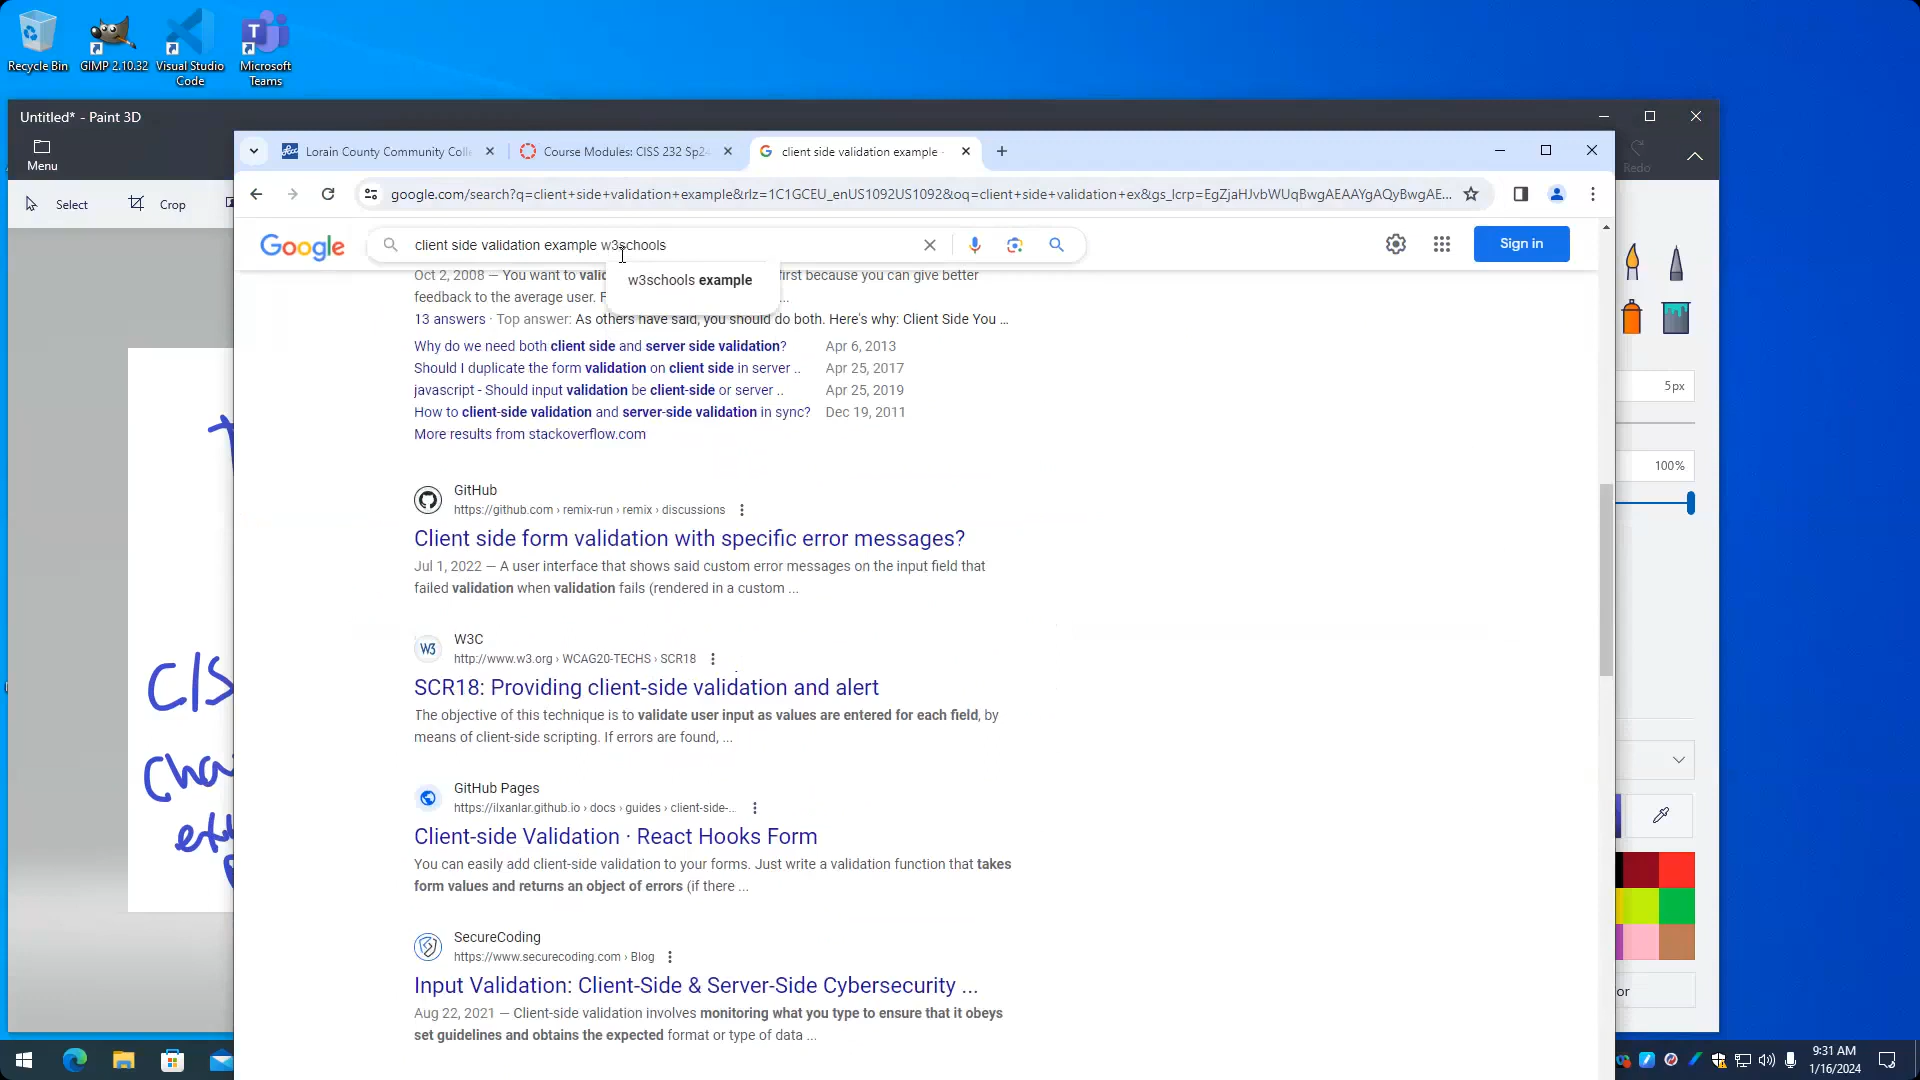 Recycle Bin
GIMP 2.10.32
Visual Studio
Code
Microsoft
Teams
Untitled* - Paint 3D
Menu
Select
Crop
Redo
Lorain County Community Coll
Course Modules: CISS 232 Sp24
client side validation example -
google.com/search?q=client+side+validation+example&rlz=1C1GCEU_enUS1092US1092&oq=client+side+validation+ex&gs_lcrp=EgZjaHJvbWUqBwgAEAAYgAQyBwgAE...
Google
client side validation example w3schools
Sign in
w3schools example
Oct 2, 2008 — You want to
first because you can give better
feedback to the average user.
...
13 answers · Top answer: As others have said, you should do both. Here's why: Client Side You ...
Why do we need both client side and server side validation? Apr 6, 2013
Should I duplicate the form validation on client side in server .. Apr 25, 2017
javascript - Should input validation be client-side or server .. Apr 25, 2019
How to client-side validation and server-side validation in sync? Dec 19, 2011
More results from stackoverflow.com
GitHub
https://github.com › remix-run › remix › discussions
Client side form validation with specific error messages?
Jul 1, 2022 — A user interface that shows said custom error messages on the input field that
failed validation when validation fails (rendered in a custom ...
W3
W3C
http://www.w3.org › WCAG20-TECHS › SCR18
SCR18: Providing client-side validation and alert
The objective of this technique is to validate user input as values are entered for each field, by
means of client-side scripting. If errors are found, ...
GitHub Pages
https://ilxanlar.github.io › docs › guides › client-side-...
Client-side Validation · React Hooks Form
You can easily add client-side validation to your forms. Just write a validation function that takes
form values and returns an object of errors (if there ...
SecureCoding
https://www.securecoding.com › Blog
Input Validation: Client-Side & Server-Side Cybersecurity ...
Aug 22, 2021 — Client-side validation involves monitoring what you type to ensure that it obeys
set guidelines and obtains the expected format or type of data ...
5px
100%
or
CIS
cha
9:31 AM
1/16/2024